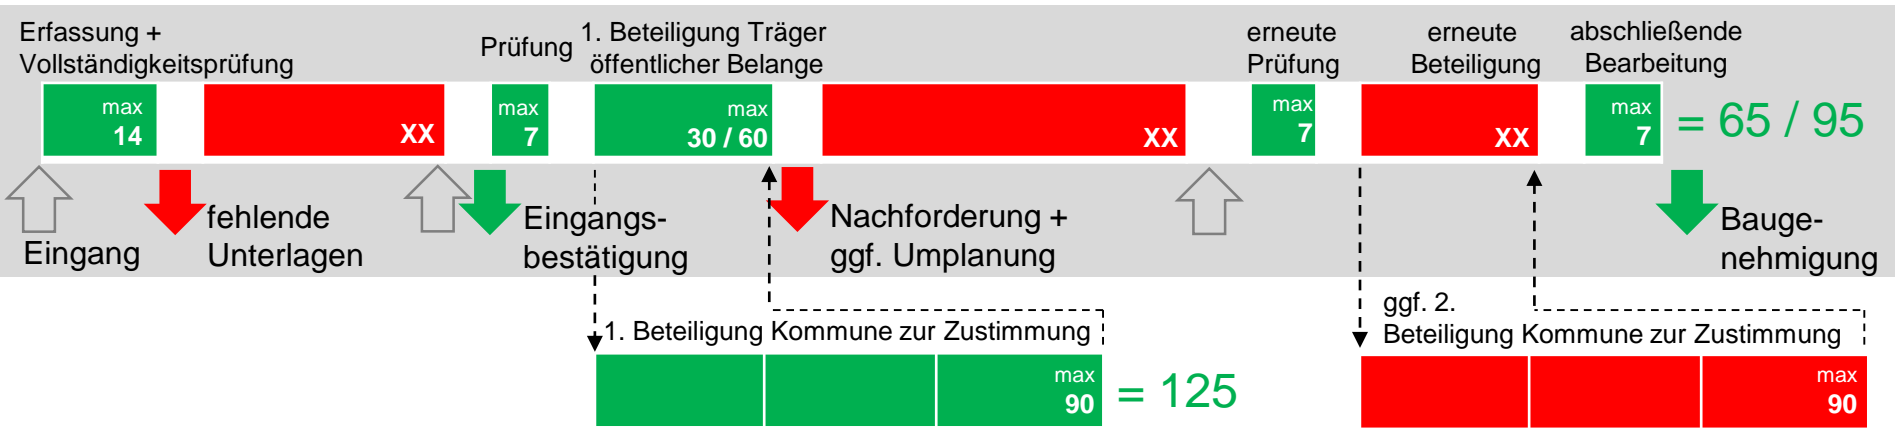 Erfassung +
Vollständigkeitsprüfung
Prüfung
1. Beteiligung Träger
öffentlicher Belange
erneute
Prüfung
erneute
Beteiligung
abschließende
Bearbeitung
max
14
XX
max
7
max
30 / 60
XX
max
7
XX
max
7
= 65 / 95
Eingang
fehlende
Unterlagen
Eingangs-
bestätigung
Nachforderung +
ggf. Umplanung
Bauge-
nehmigung
1. Beteiligung Kommune zur Zustimmung
max
90
= 125
ggf. 2.
Beteiligung Kommune zur Zustimmung
max
90